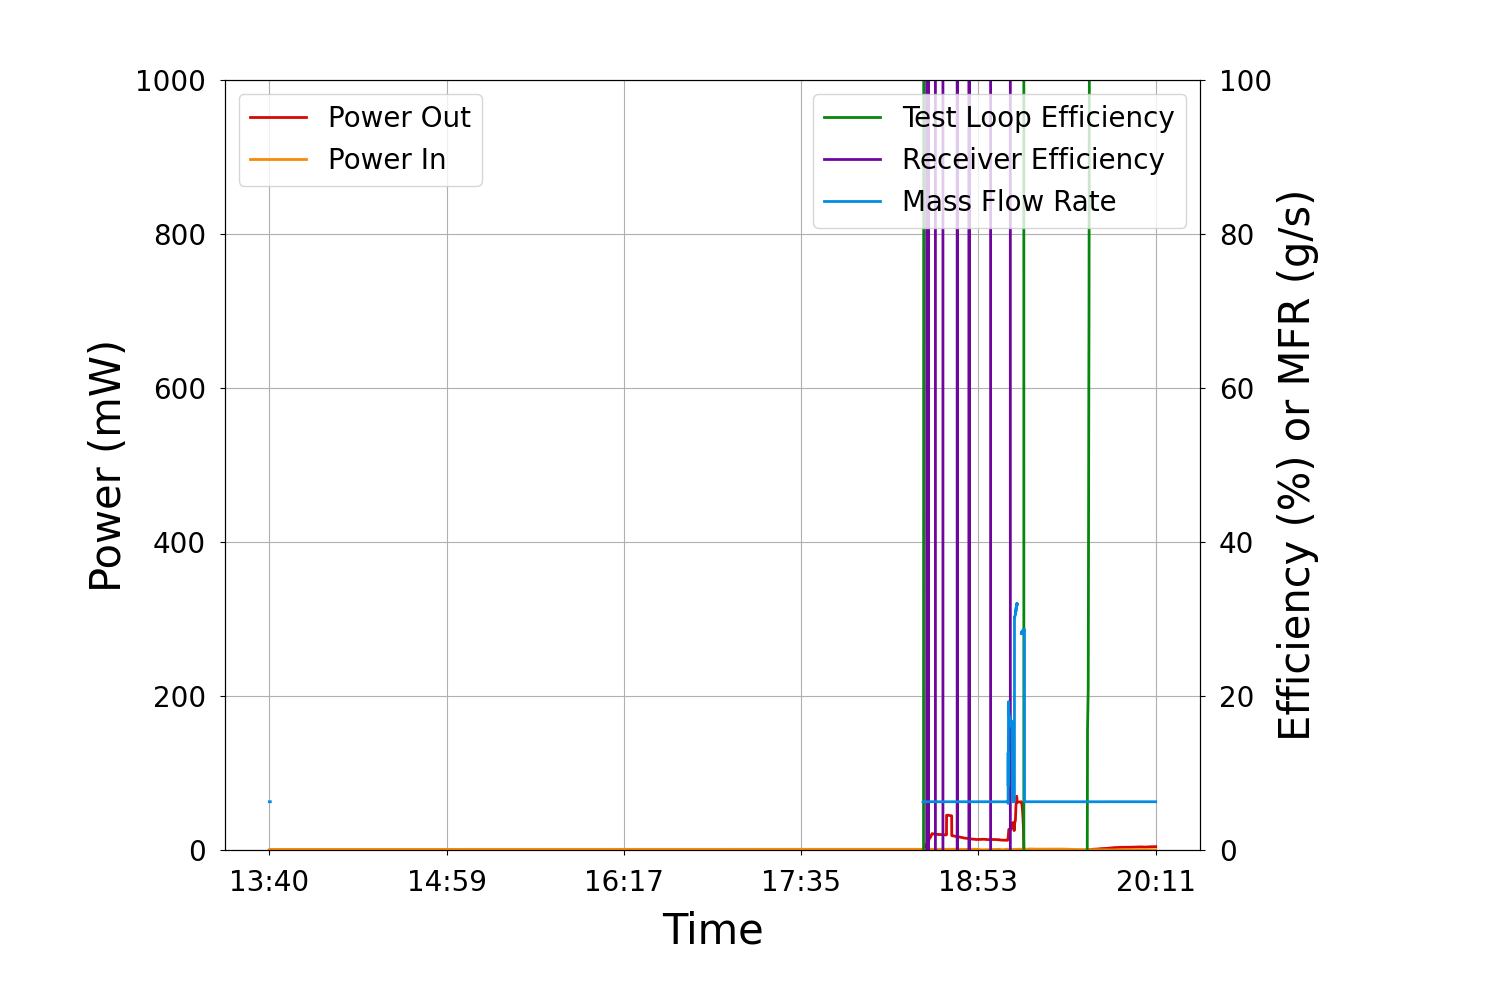 Power Out
Power In
Test Loop Efficiency
Receiver Efficiency
Mass Flow Rate
1000
800
600
400
200
0
Power (mW)
100
80
60
40
20
0
Efficiency (%) or MFR (g/s)
13:40
14:59
16:17
17:35
18:53
20:11
Time